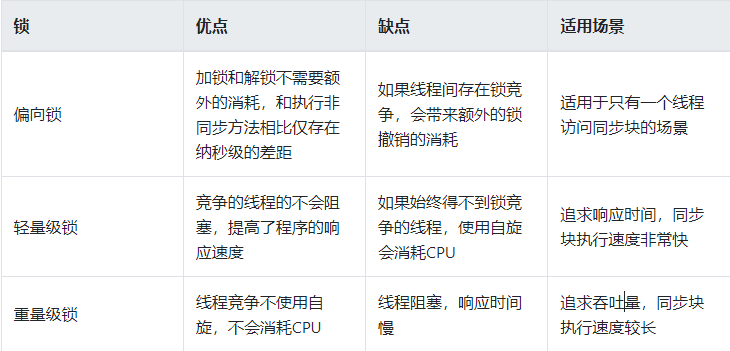 锁
优点
缺点
适用场景
偏向锁
加锁和解锁不需要额
外的消耗，和执行非
同步方法相比仅存在
纳秒级的差距
如果线程间存在锁竞
争，会带来额外的锁
撤销的消耗
适用于只有一个线程
访问同步块的场景
轻量级锁
竞争的线程的不会阻
塞，提高了程序的响
应速度
如果始终得不到锁竞
争的线程，使用自旋
会消耗CPU
追求响应时间，同步
块执行速度非常快
重量级锁
线程竞争不使用自
旋，不会消耗CPU
线程阻塞，响应时间
慢
追求吞吐量，同步块
执行速度较长